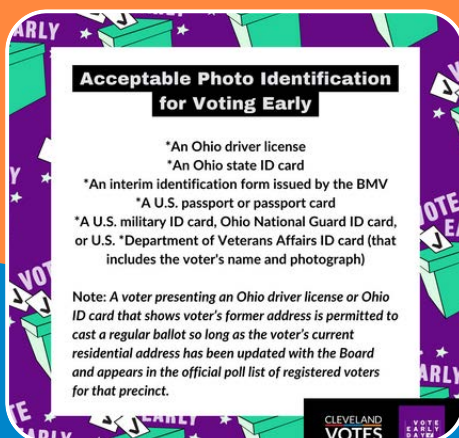 Acceptable Photo Identification
for Voting Early
*An Ohio driver license
*An Ohio state ID card
*An interim identification form issued by the BMV
*A U.S. passport or passport card
*A U.S. military ID card, Ohio National Guard ID card,
or U.S. *Department of Veterans Affairs ID card (that
includes the voter's name and photograph)
Note: A voter presenting an Ohio driver license or Ohio
ID card that shows voter's former address is permitted to
cast a regular ballot so long as the voter's current
residential address has been updated with the Board
and appears in the official poll list of registered voters
for that precinct.
CLEVELAND
VOTES
VOTE
EARLY
DAY